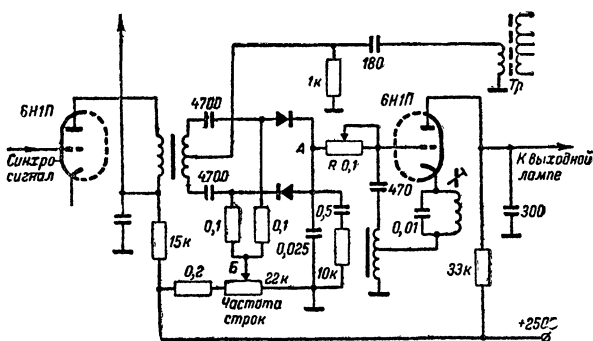 6Н1П
Синхро-
сигнал
4700
4700
1к
180
Тр
6Н1П
А
R 0,1
470
0,5
0,01
К выходной
лампе
300
15к
0,1
0,1
0,025
10к
33к
Б
0,2
22к
Частота
строк
+250В